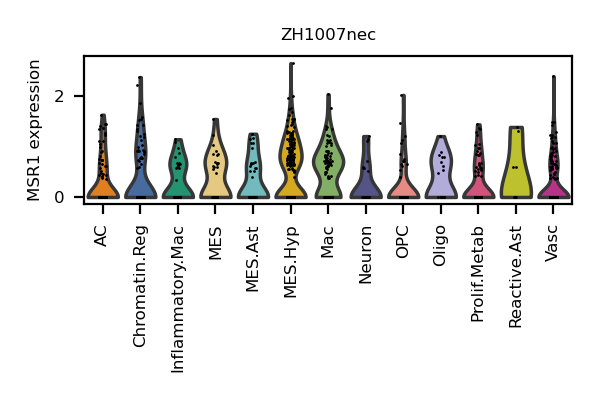 ZH1007nec
MSR1 expression
2
0
AC
Chromatin.Reg
Inflammatory.Mac
MES
MES.Ast
MES.Hyp
Mac
Neuron
OPC
Oligo
Prolif.Metab
Reactive.Ast
Vasc